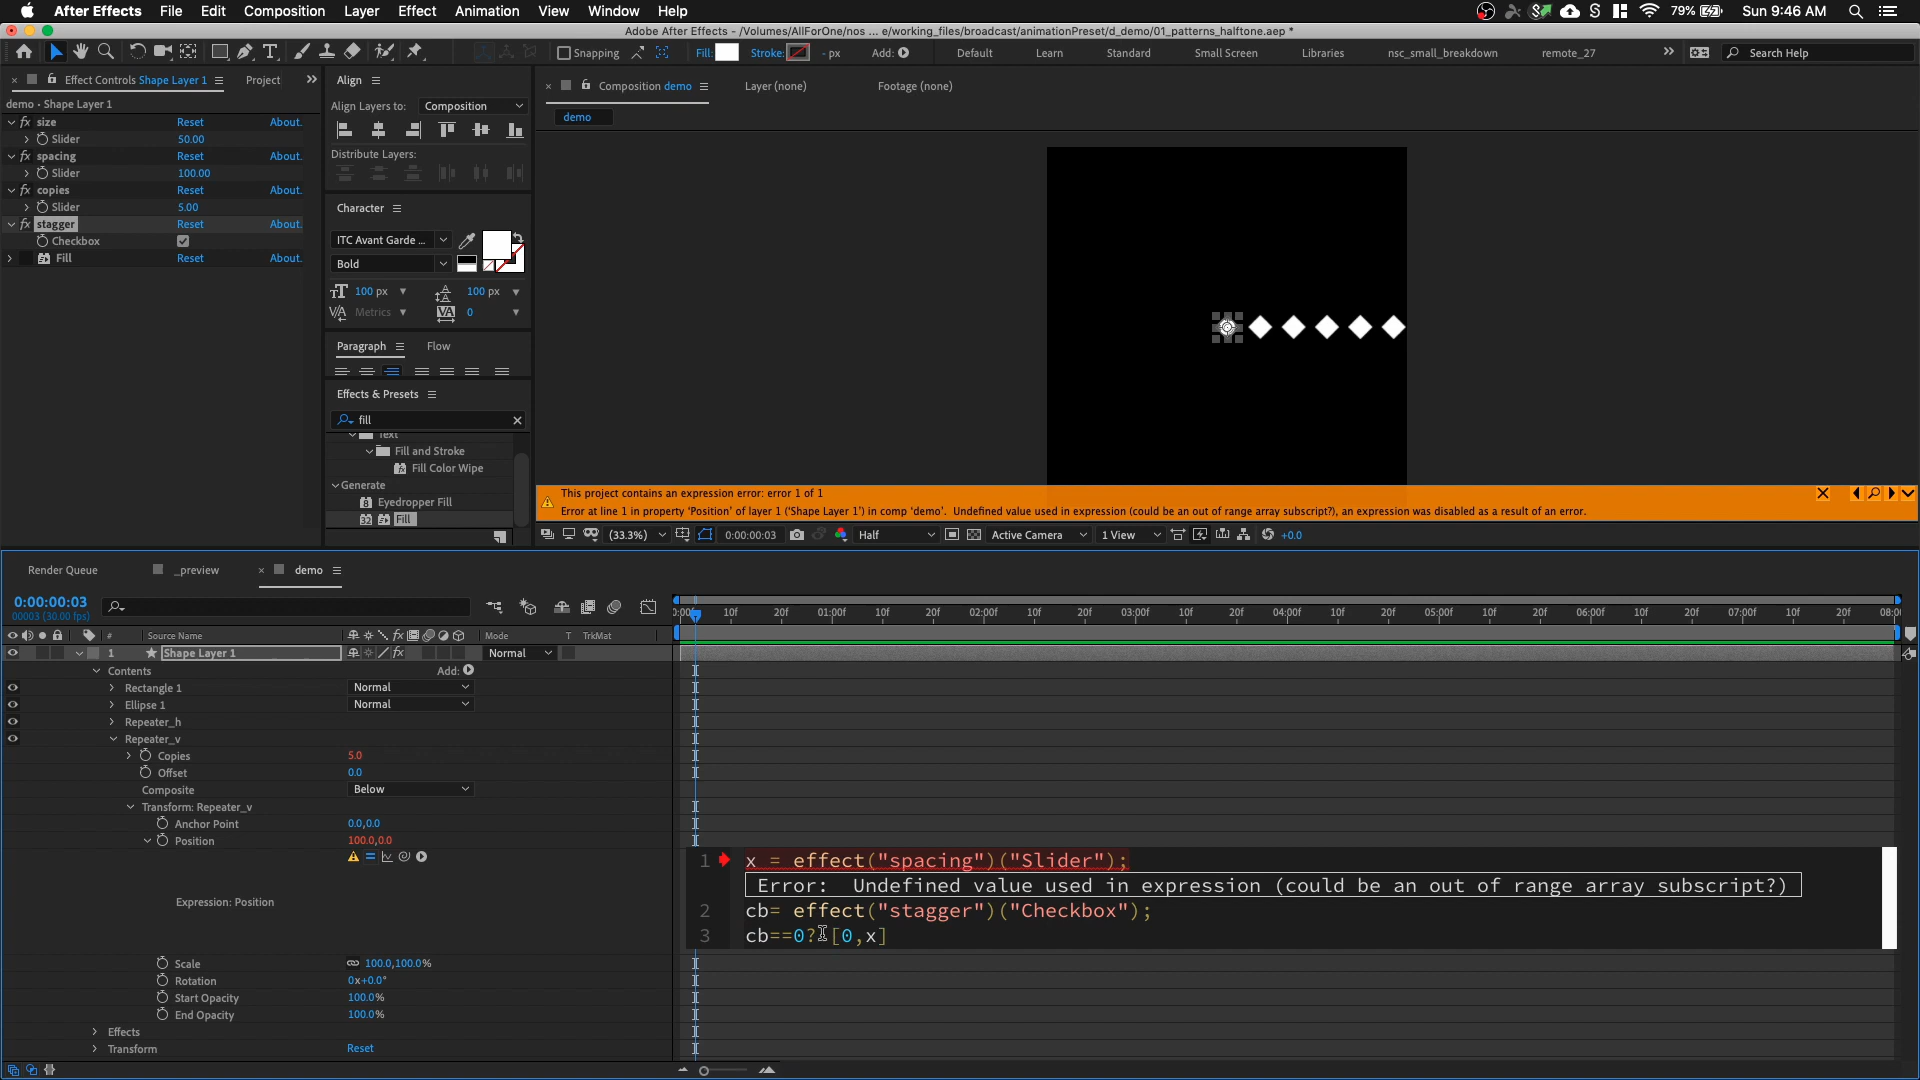 After Effects File Edit Composition Layer Effect Animation View Window Help 79% Sun 9:46 AM
Adobe After Effects - /Volumes/AllForOne/nos ... e/working_files/broadcast/animationPreset/d_demo/01_patterns_halftone.aep *
Snapping Fill: Stroke: - px Add: Default Learn Standard Small Screen Libraries nsc_small_breakdown remote_27 Search Help
Effect Controls Shape Layer 1 Project
demo • Shape Layer 1
fx size Reset About.
Slider 50.00
fx spacing Reset About.
Slider 100.00
fx copies Reset About.
Slider 5.00
fx stagger Reset About.
Checkbox
Fill Reset About.
Align
Align Layers to: Composition
Distribute Layers:
Character
ITC Avant Garde ...
Bold
100 px 100 px
Metrics 0
Paragraph Flow
Effects & Presets
fill
Text
Fill and Stroke
Fill Color Wipe
Generate
Eyedropper Fill
Fill
Composition demo Layer (none) Footage (none)
demo
This project contains an expression error: error 1 of 1
Error at line 1 in property 'Position' of layer 1 ('Shape Layer 1') in comp 'demo'. Undefined value used in expression (could be an out of range array subscript?), an expression was disabled as a result of an error.
(33.3%) 0:00:00:03 Half Active Camera 1 View +0.0
Render Queue _preview demo
0:00:00:03
00003 (30.00 fps)
10f 20f 01:00f 10f 20f 02:00f 10f 20f 03:00f 10f 20f 04:00f 10f 20f 05:00f 10f 20f 06:00f 10f 20f 07:00f 10f 20f
# Source Name Mode T TrkMat
1 Shape Layer 1 Normal
Contents Add:
Rectangle 1 Normal
Ellipse 1 Normal
Repeater_h
Repeater_v
Copies 5.0
Offset 0.0
Composite Below
Transform: Repeater_v
Anchor Point 0.0,0.0
Position 100.0,0.0
Expression: Position
Scale 100.0,100.0%
Rotation 0x+0.0°
Start Opacity 100.0%
End Opacity 100.0%
Effects
Transform Reset
1 x = effect("spacing")("Slider");
Error: Undefined value used in expression (could be an out of range array subscript?)
2 cb= effect("stagger")("Checkbox");
3 cb==0? [0,x]